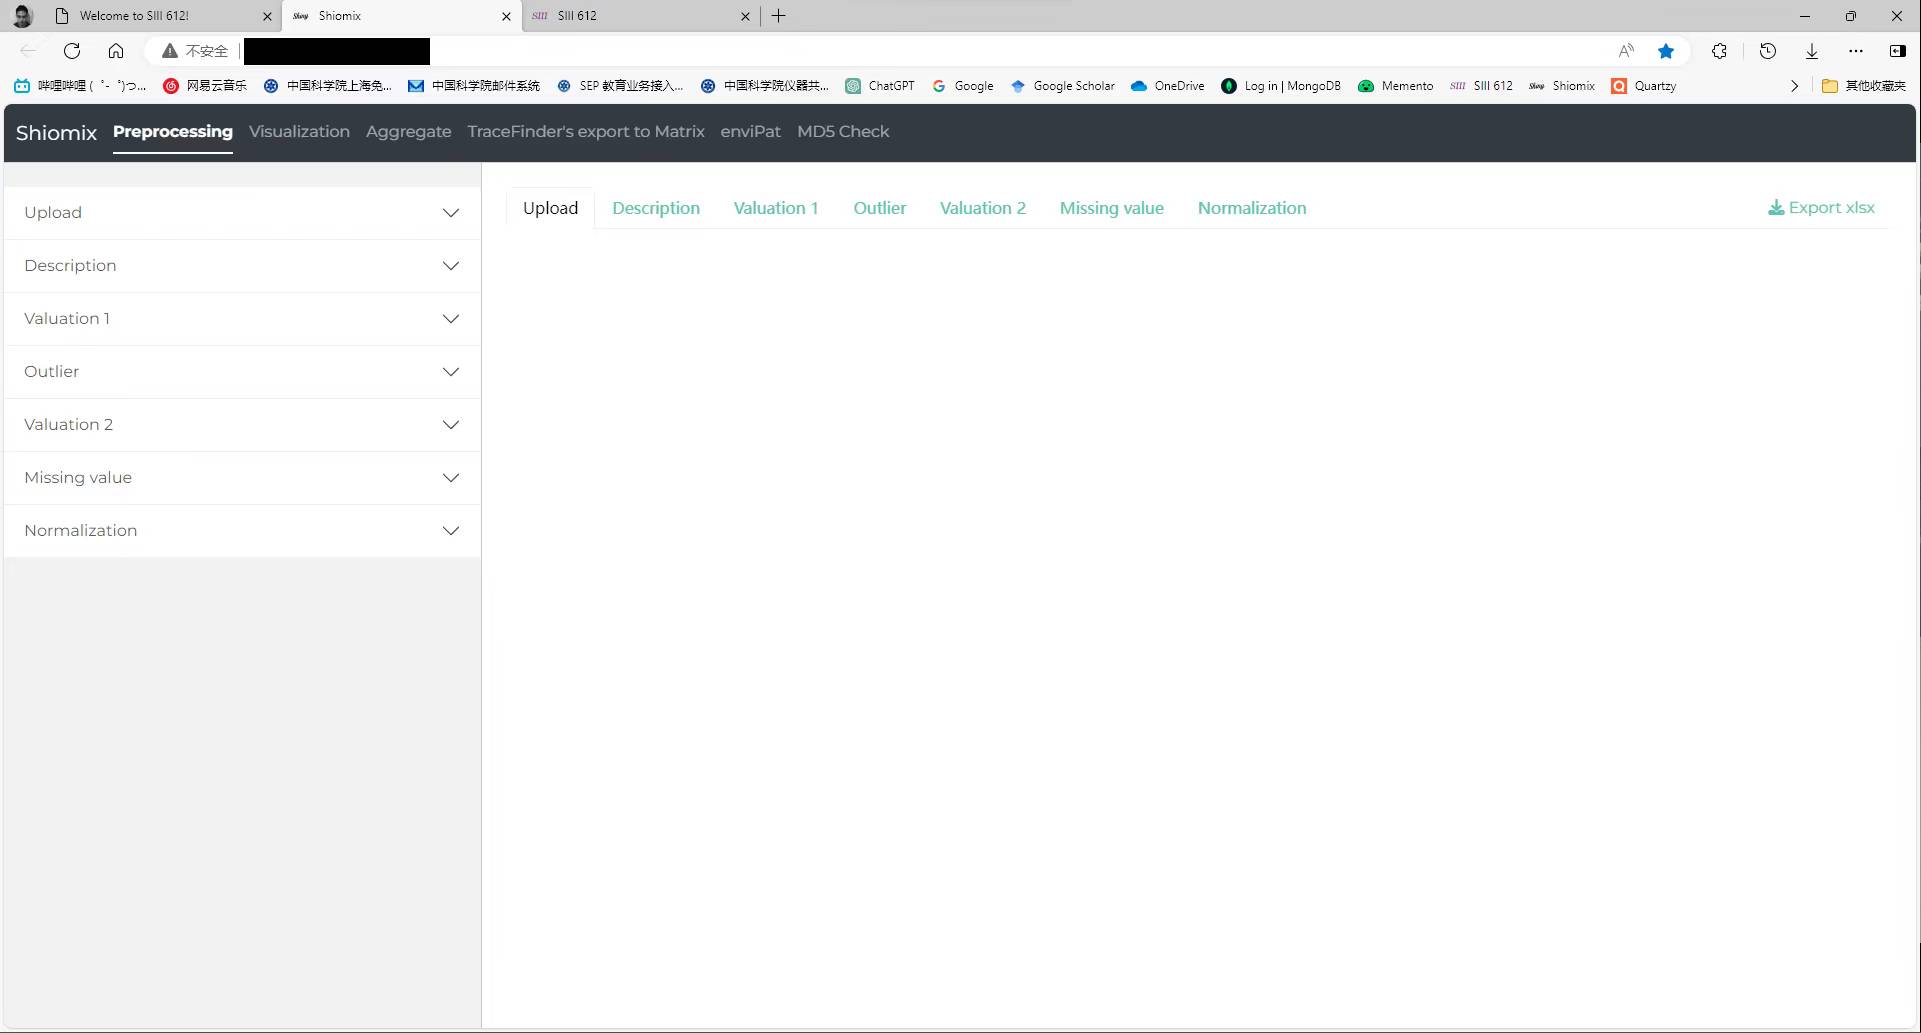 Welcome to SIII 612!
Shiny Shiomix
SIII SIII 612
不安全
哔哩哔哩 (゜-゜)つ... 网易云音乐 中国科学院上海免... 中国科学院邮件系统 SEP 教育业务接入... 中国科学院仪器共... ChatGPT Google Google Scholar OneDrive Log in | MongoDB Memento SIII SIII 612 Shiny Shiomix Quartzy 其他收藏夹
Shiomix Preprocessing Visualization Aggregate TraceFinder's export to Matrix enviPat MD5 Check
Upload
Description
Valuation 1
Outlier
Valuation 2
Missing value
Normalization
Upload Description Valuation 1 Outlier Valuation 2 Missing value Normalization Export xlsx